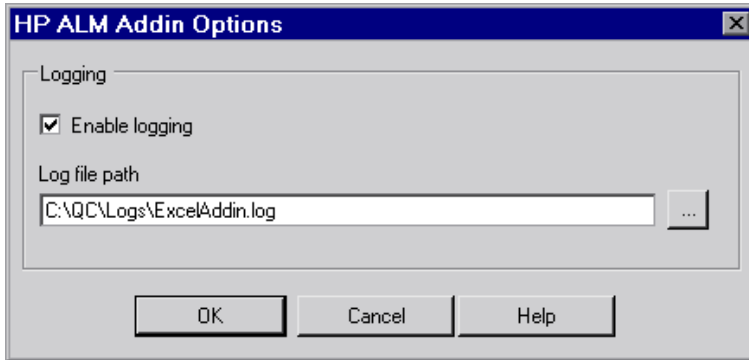 HP ALM Addin Options
Logging
Enable logging
Log file path
C:\QC\Logs\ExcelAddin.log
...
OK Cancel Help